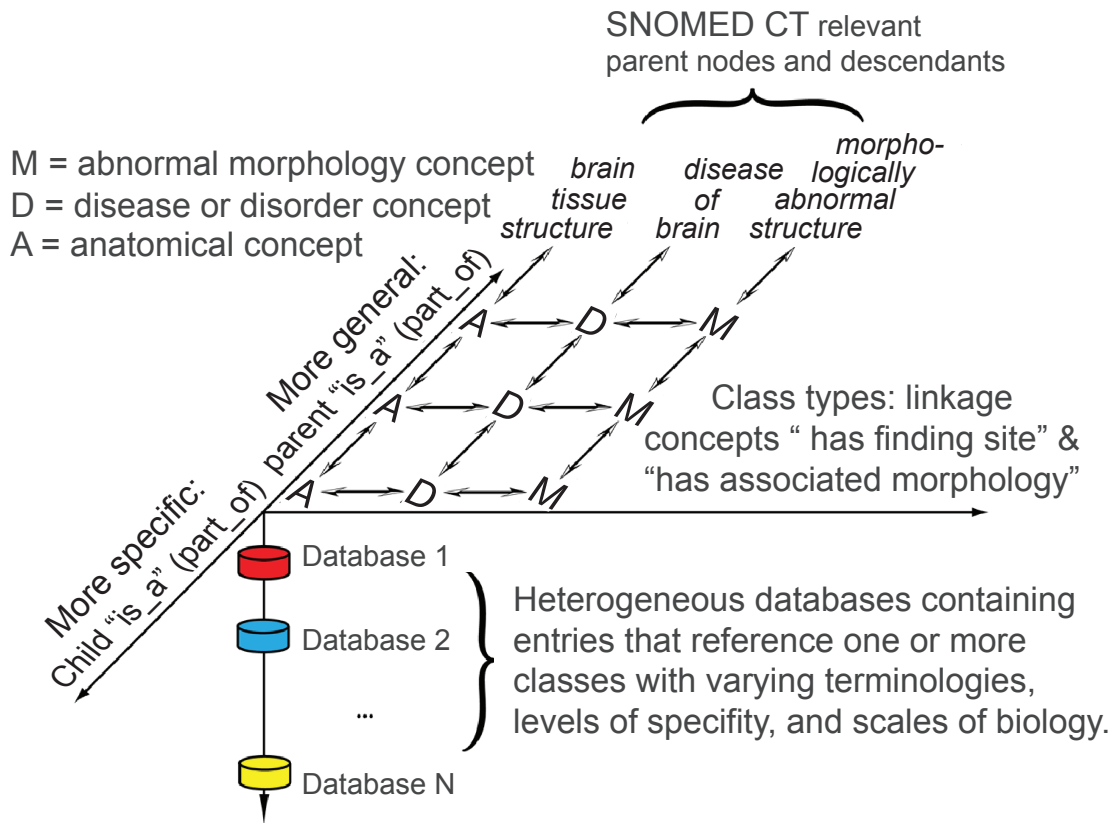 SNOMED CT relevant
parent nodes and descendants
M = abnormal morphology concept
D = disease or disorder concept
A = anatomical concept
brain
tissue
structure
disease
of
brain
morpho-
logically
abnormal
structure
More general:
parent “is_a” (part_of)
More specific:
Child “is_a” (part_of)
A D M
A D M
A D M
Class types: linkage
concepts “ has finding site” &
“has associated morphology”
Database 1
Database 2
...
Database N
Heterogeneous databases containing
entries that reference one or more
classes with varying terminologies,
levels of specifity, and scales of biology.